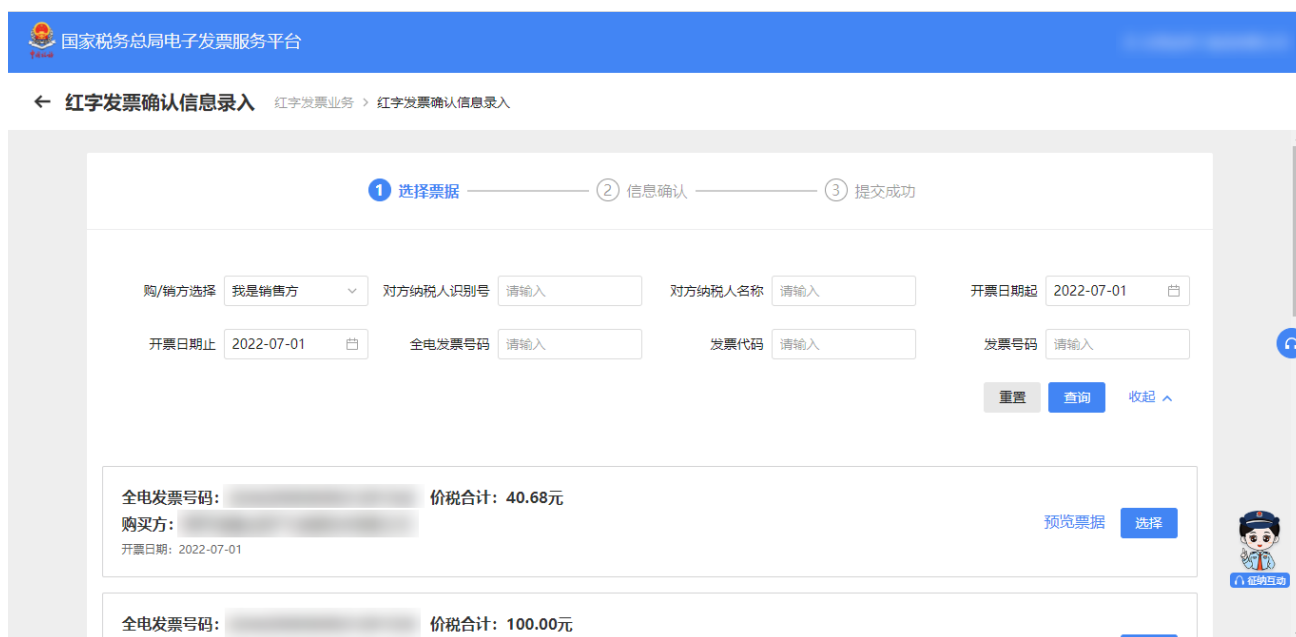 国家税务总局电子发票服务平台
← 红字发票确认信息录入 红字发票业务 > 红字发票确认信息录入
1 选择票据 2 信息确认 3 提交成功
购/销方选择 我是销售方 对方纳税人识别号 请输入 对方纳税人名称 请输入 开票日期起 2022-07-01
开票日期止 2022-07-01 全电发票号码 请输入 发票代码 请输入 发票号码 请输入
重置 查询 收起
全电发票号码: 价税合计: 40.68元
购买方:
预览票据 选择
开票日期: 2022-07-01
征纳互动
全电发票号码: 价税合计: 100.00元